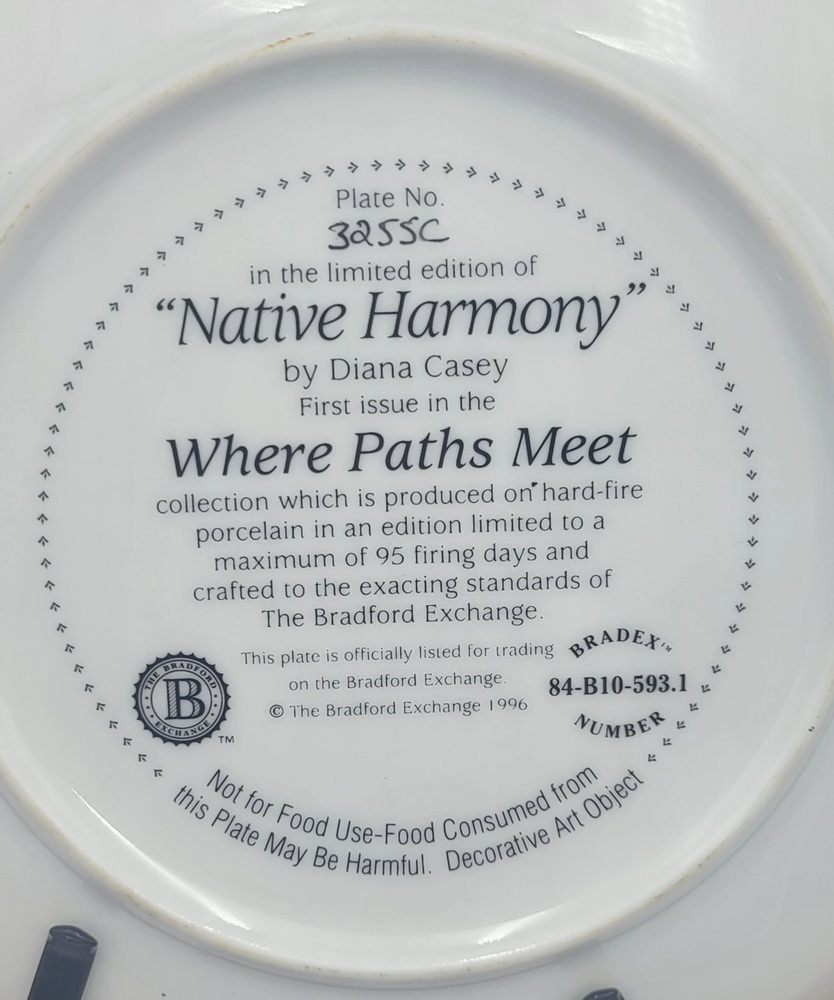 Plate No.
3255C
in the limited edition of
“Native Harmony”
by Diana Casey
First issue in the
Where Paths Meet
collection which is produced on hard-fire
porcelain in an edition limited to a
maximum of 95 firing days and
crafted to the exacting standards of
The Bradford Exchange.
This plate is officially listed for trading
on the Bradford Exchange.
© The Bradford Exchange 1996
THE BRADFORD
B
EXCHANGE
TM
BRADEX™
84-B10-593.1
NUMBER
Not for Food Use-Food Consumed from
this Plate May Be Harmful. Decorative Art Object